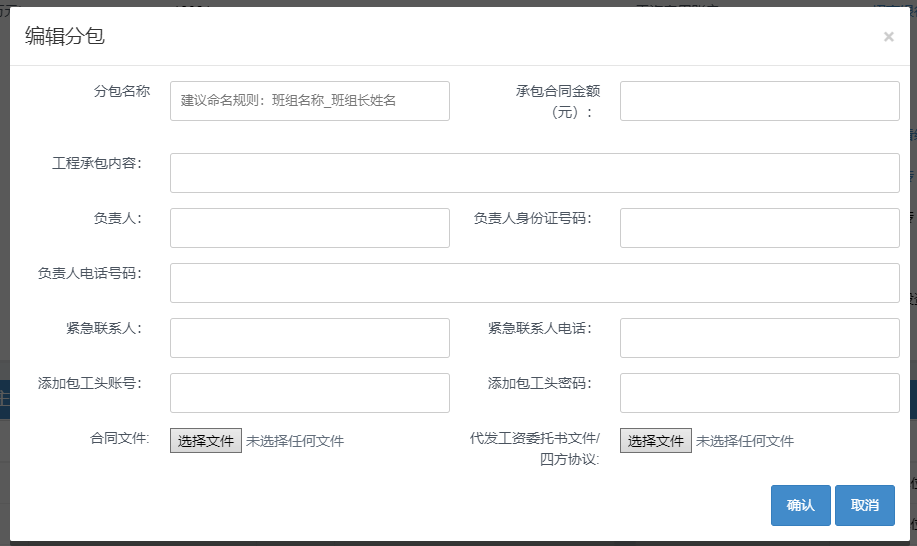 编辑分包
×
分包名称
建议命名规则：班组名称_班组长姓名
承包合同金额
（元）：
工程承包内容：
负责人：
负责人身份证号码：
负责人电话号码：
紧急联系人：
紧急联系人电话：
添加包工头账号：
添加包工头密码：
合同文件:
选择文件 未选择任何文件
代发工资委托书文件/
四方协议:
选择文件 未选择任何文件
确认
取消